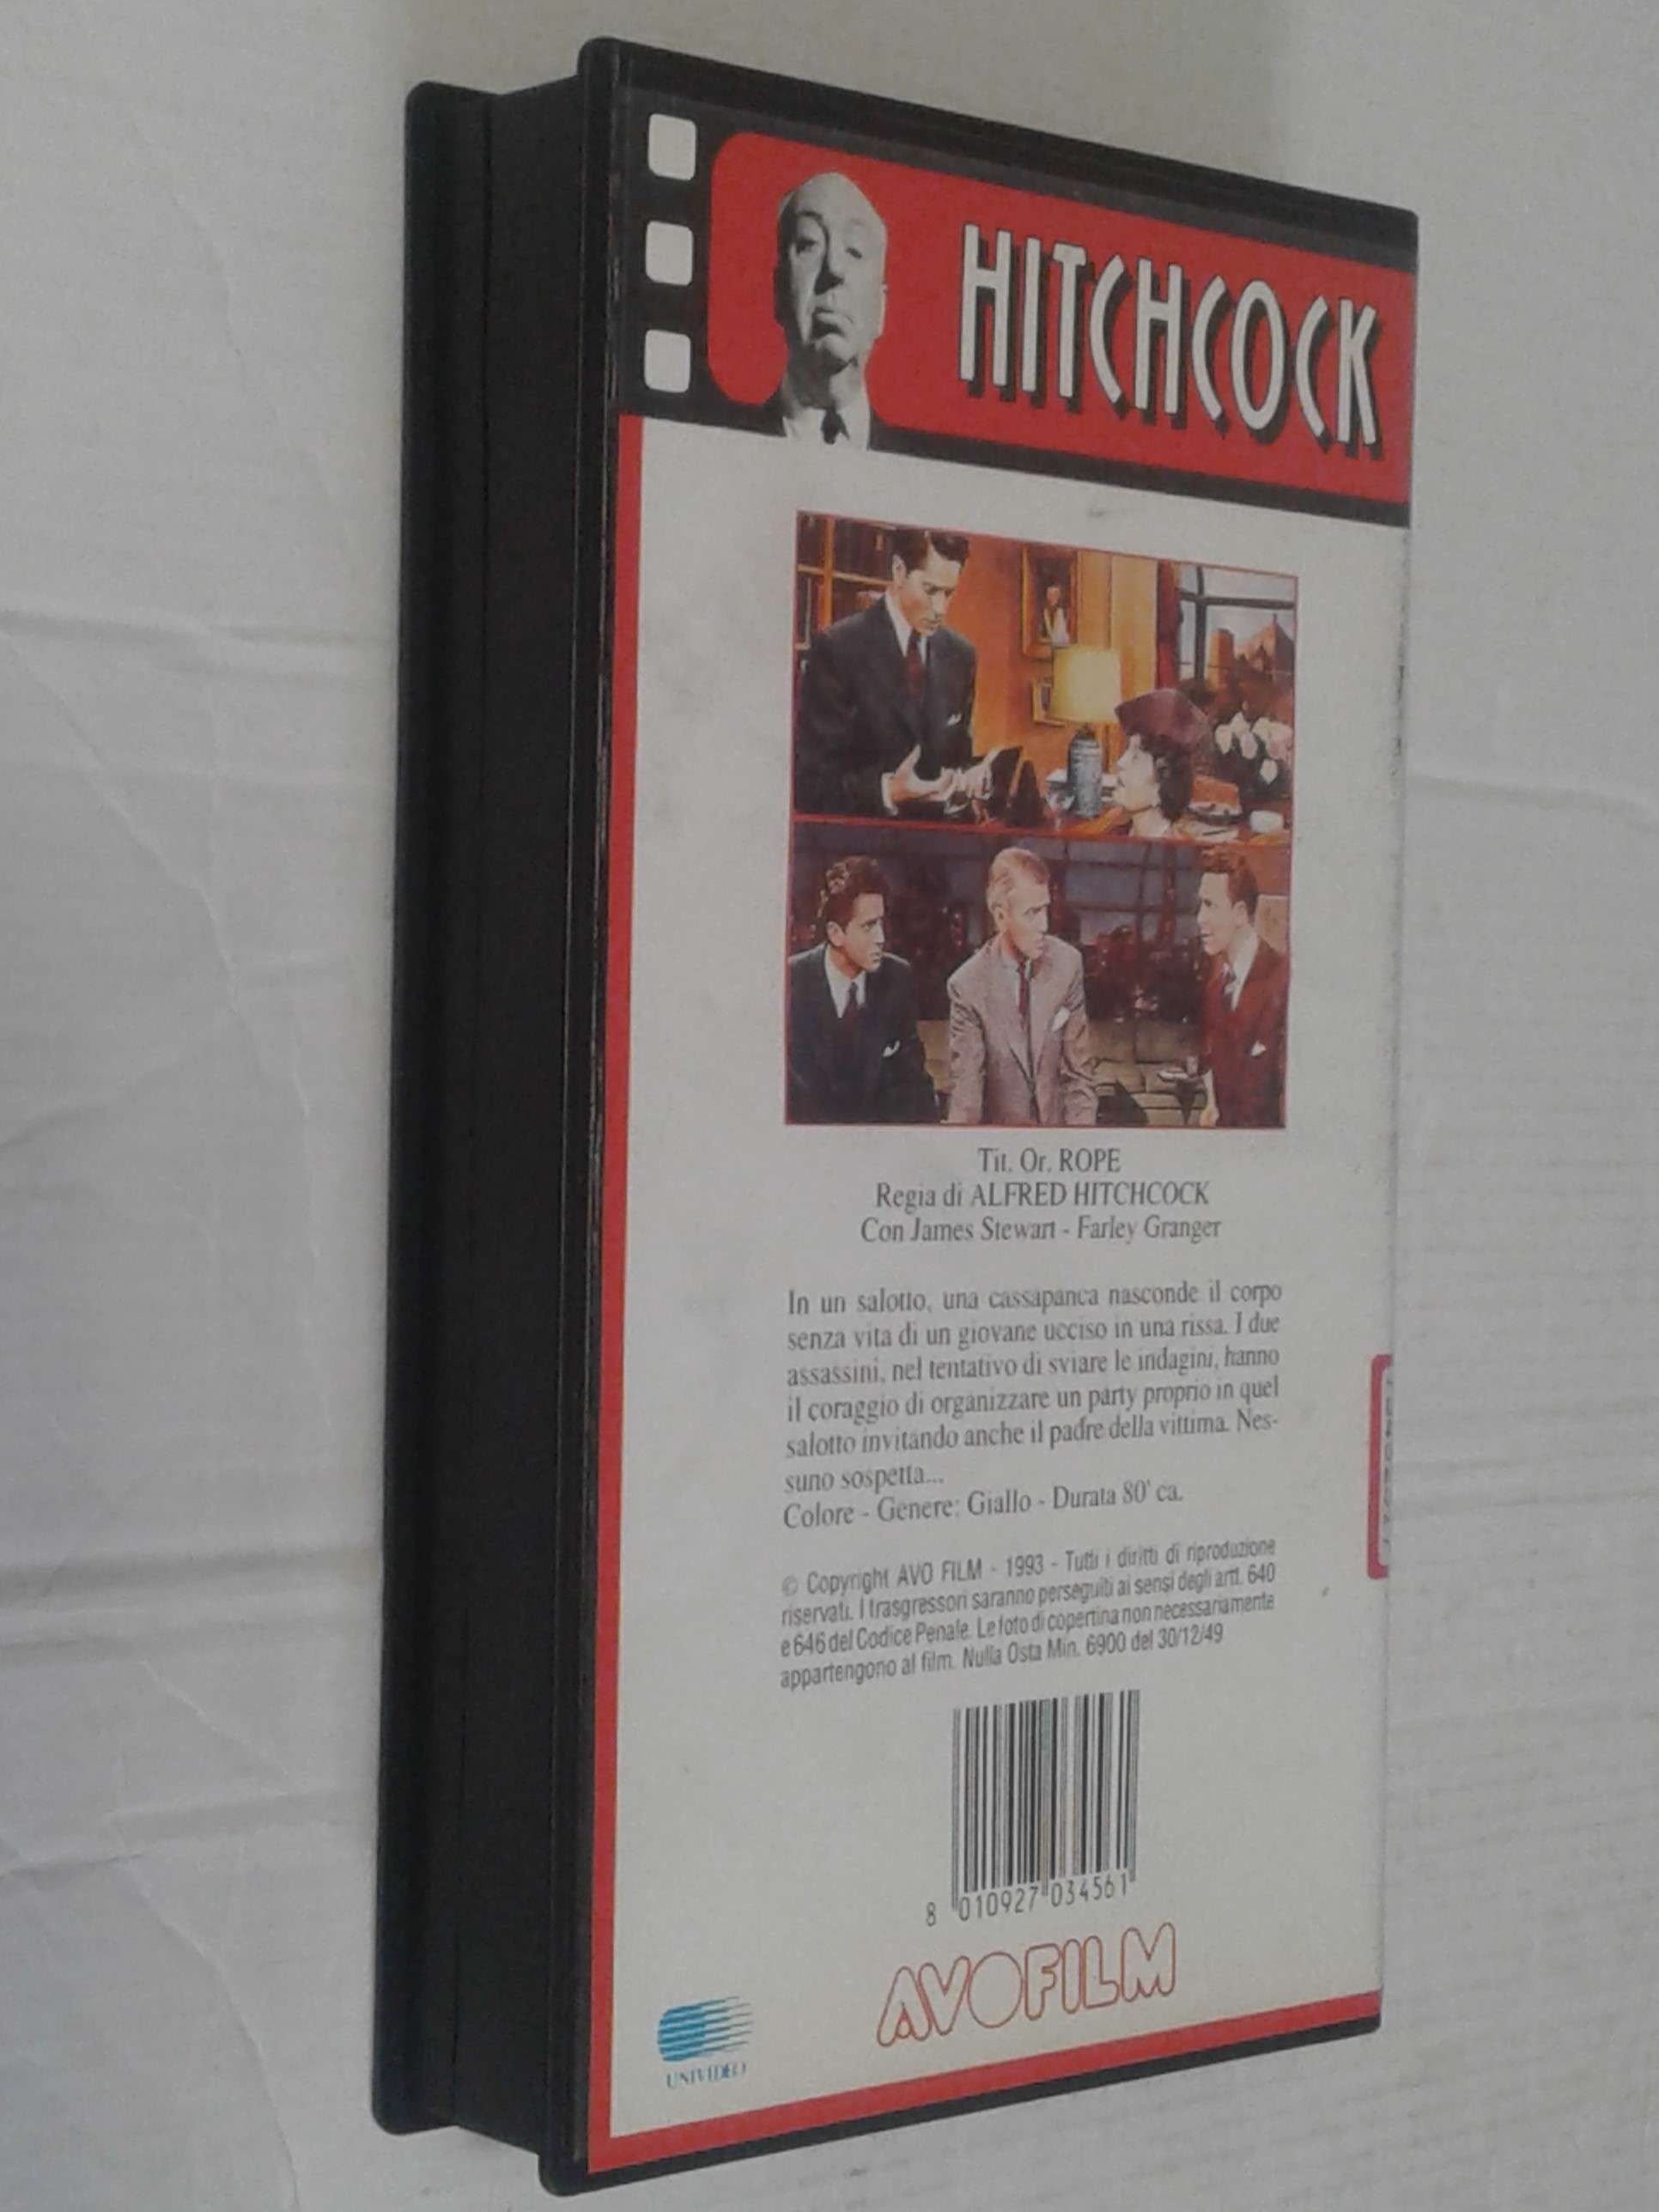 HITCHCOCK
Tit. Or. ROPE
Regia di ALFRED HITCHCOCK
Con James Stewart - Farley Granger
In un salotto, una cassapanca nasconde il corpo
senza vita di un giovane ucciso in una rissa. I due
assassini, nel tentativo di sviare le indagini, hanno
il coraggio di organizzare un party proprio in quel
salotto invitando anche il padre della vittima. Nes-
suno sospetta...
Colore - Genere: Giallo - Durata 80' ca.
© Copyright AVO FILM - 1993 - Tutti i diritti di riproduzione
riservati. I trasgressori saranno perseguiti ai sensi degli artt. 640
e 646 del Codice Penale. Le foto di copertina non necessariamente
appartengono al film. Nulla Osta Min. 6900 del 30/12/49
8 010927 034561
AVOFILM
UNIVIDEO